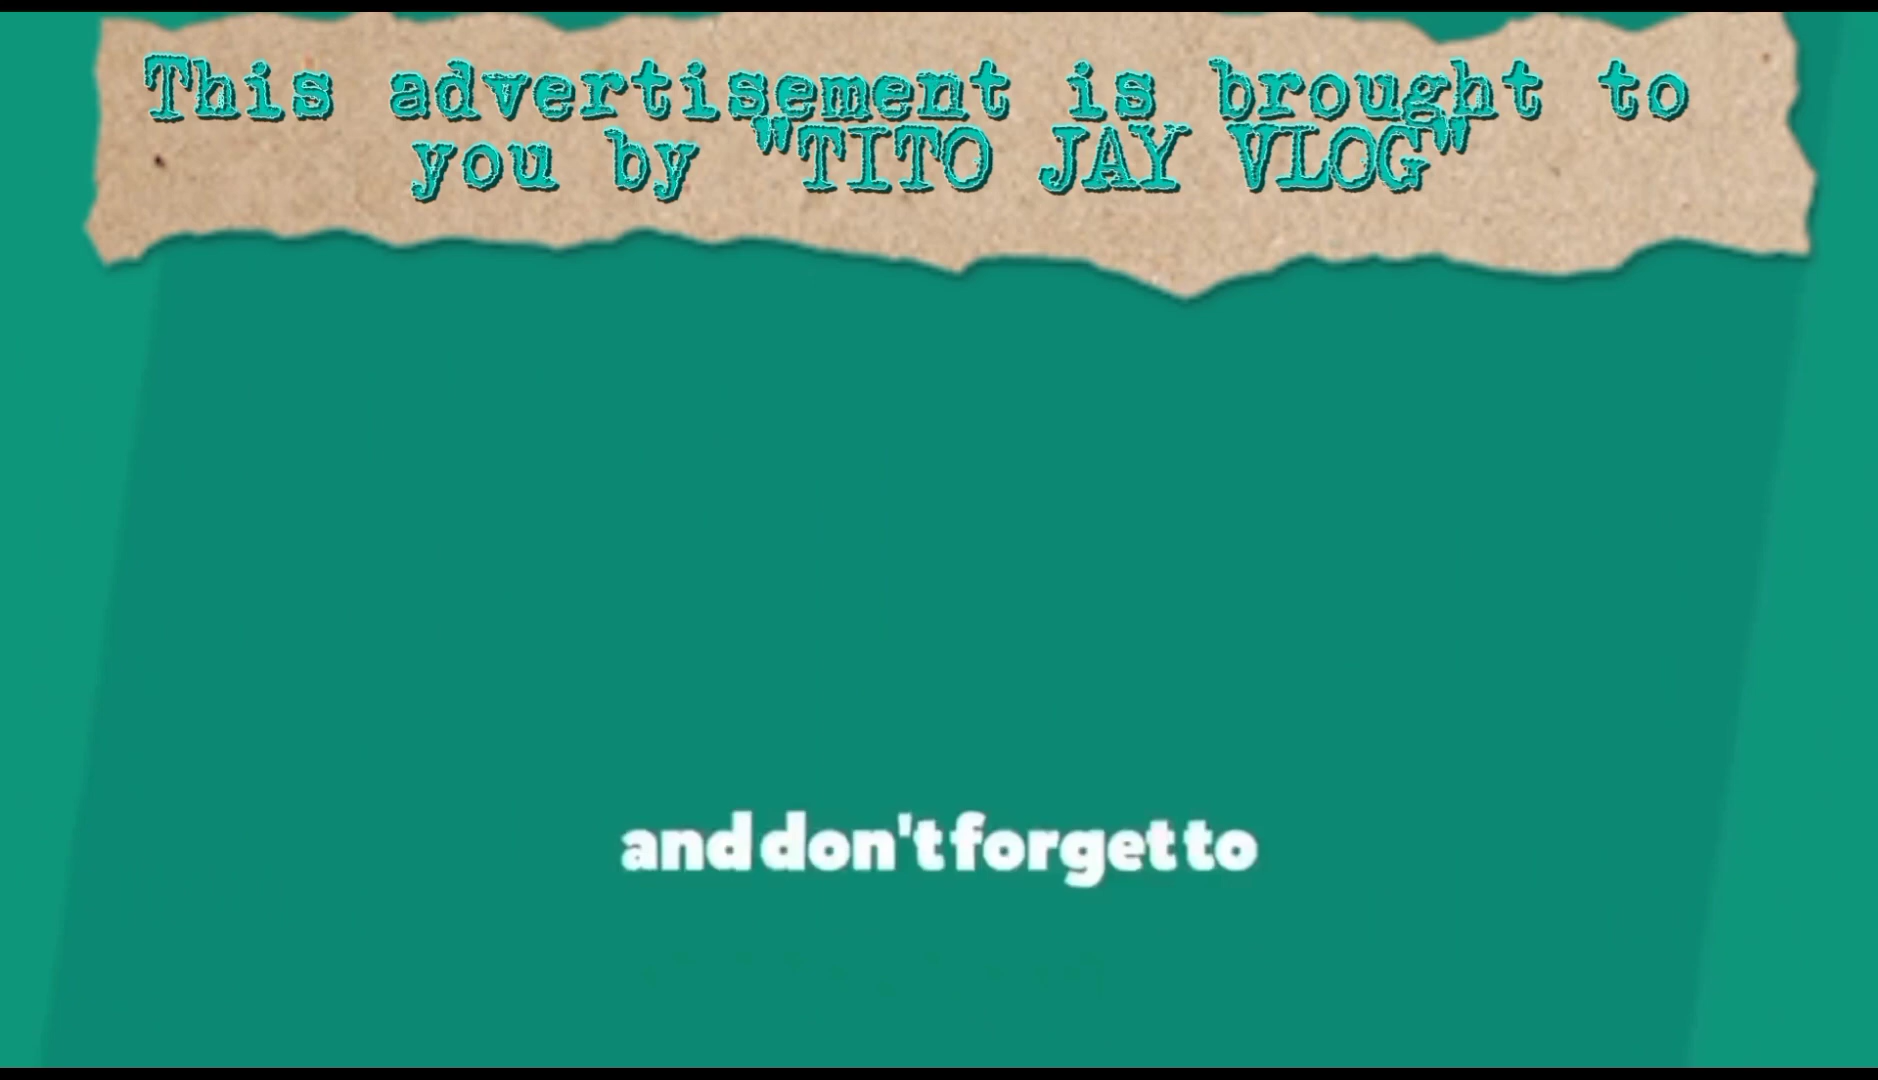 This advertisement is brought to
you by "TITO JAY VLOG"
and don't forget to